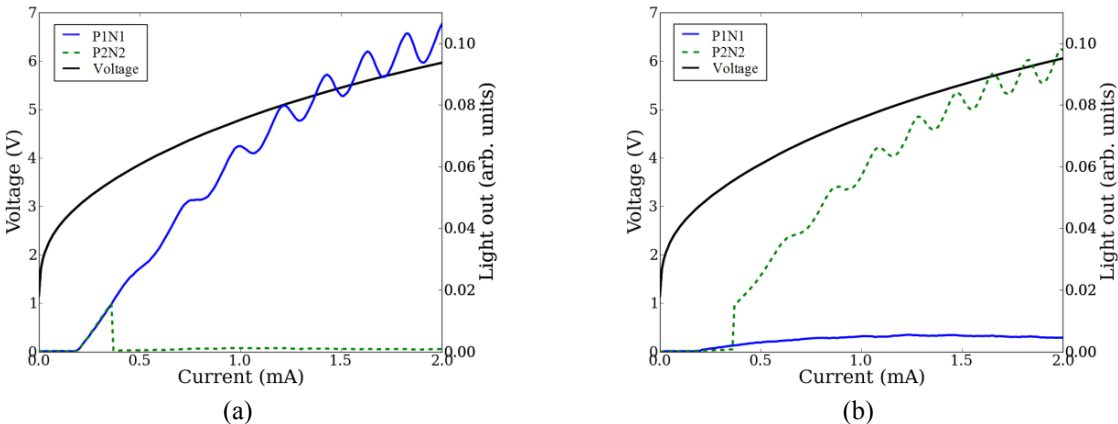 P1N1
P2N2
Voltage
Voltage (V)
7
6
5
4
3
2
1
0
0.10
0.08
0.06
0.04
0.02
0.00
Light out (arb. units)
0.0
0.5
1.0
1.5
2.0
Current (mA)
(a)
P1N1
P2N2
Voltage
Voltage (V)
7
6
5
4
3
2
1
0
0.10
0.08
0.06
0.04
0.02
0.00
Light out (arb. units)
0.0
0.5
1.0
1.5
2.0
Current (mA)
(b)